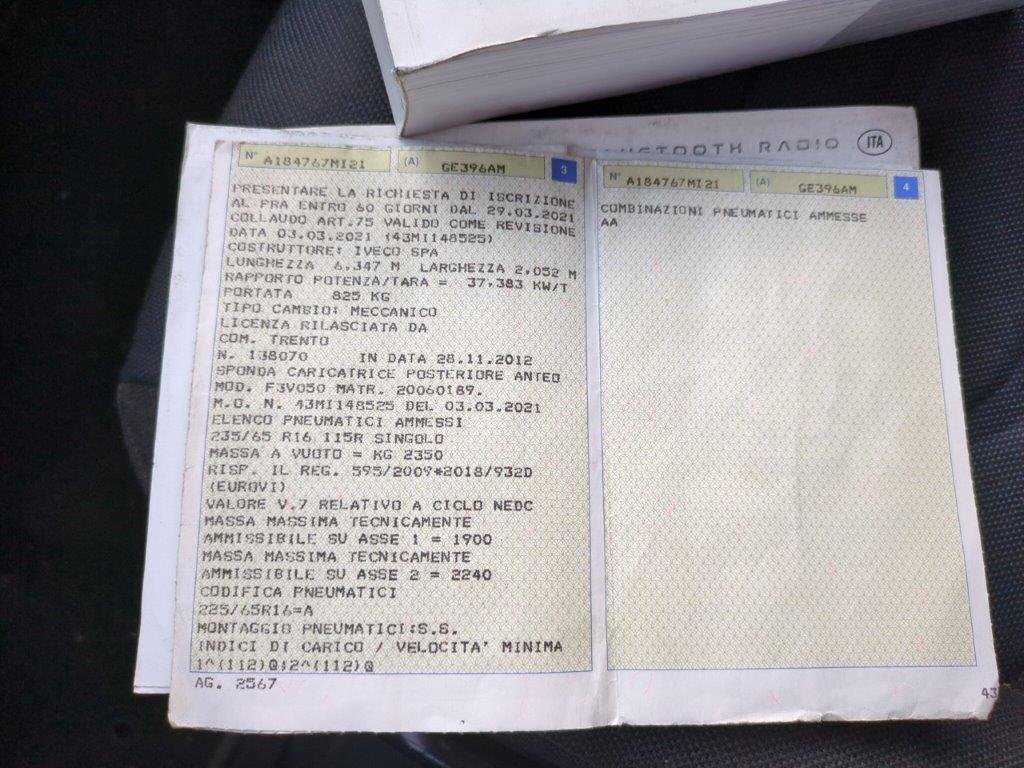 BLUETOOTH RADIO ITA
N° A184767MI21 (A) GE396AM 3
PRESENTARE LA RICHIESTA DI ISCRIZIONE
AL PRA ENTRO 60 GIORNI DAL 29.03.2021
COLLAUDO ART.75 VALIDO COME REVISIONE
DATA 03.03.2021 (43MI148525)
COSTRUTTORE: IVECO SPA
LUNGHEZZA 6,347 M LARGHEZZA 2,052 M
RAPPORTO POTENZA/TARA = 37,383 KW/T
PORTATA 825 KG
TIPO CAMBIO: MECCANICO
LICENZA RILASCIATA DA
COM. TRENTO
N. 138070 IN DATA 28.11.2012
SPONDA CARICATRICE POSTERIORE ANTEO
MOD. F3V050 MATR. 20060189.
M.O. N. 43MI148525 DEL 03.03.2021
ELENCO PNEUMATICI AMMESSI
235/65 R16 115R SINGOLO
MASSA A VUOTO = KG 2350
RISP. IL REG. 595/2009*2018/932D
(EUROVI)
VALORE V.7 RELATIVO A CICLO NEDC
MASSA MASSIMA TECNICAMENTE
AMMISSIBILE SU ASSE 1 = 1900
MASSA MASSIMA TECNICAMENTE
AMMISSIBILE SU ASSE 2 = 2240
CODIFICA PNEUMATICI
225/65R16=A
MONTAGGIO PNEUMATICI:S.S.
INDICI DI CARICO / VELOCITA' MINIMA
1^(112)Q;2^(112)Q
AG. 2567
N° A184767MI21 (A) GE396AM 4
COMBINAZIONI PNEUMATICI AMMESSE
AA
43